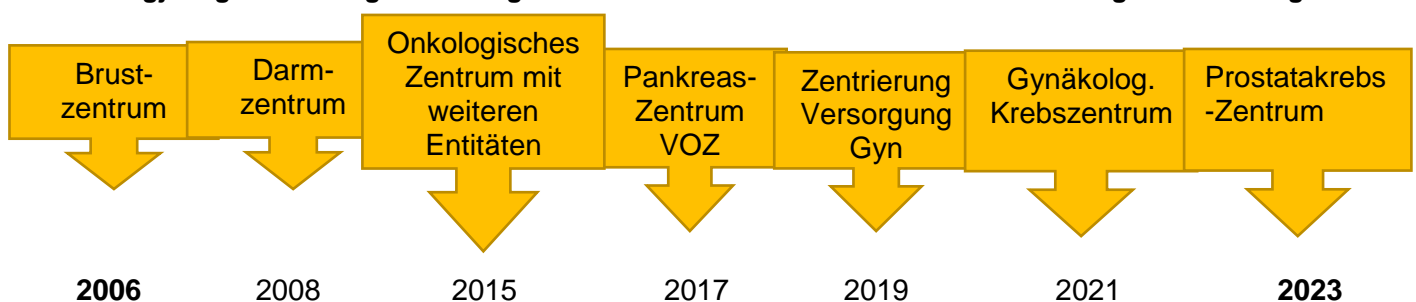 Brust-
zentrum
Darm-
zentrum
Onkologisches
Zentrum mit
weiteren
Entitäten
Pankreas-
Zentrum
VOZ
Zentrierung
Versorgung
Gyn
Gynäkolog.
Krebszentrum
Prostatakrebs
-Zentrum
2006 2008 2015 2017 2019 2021 2023